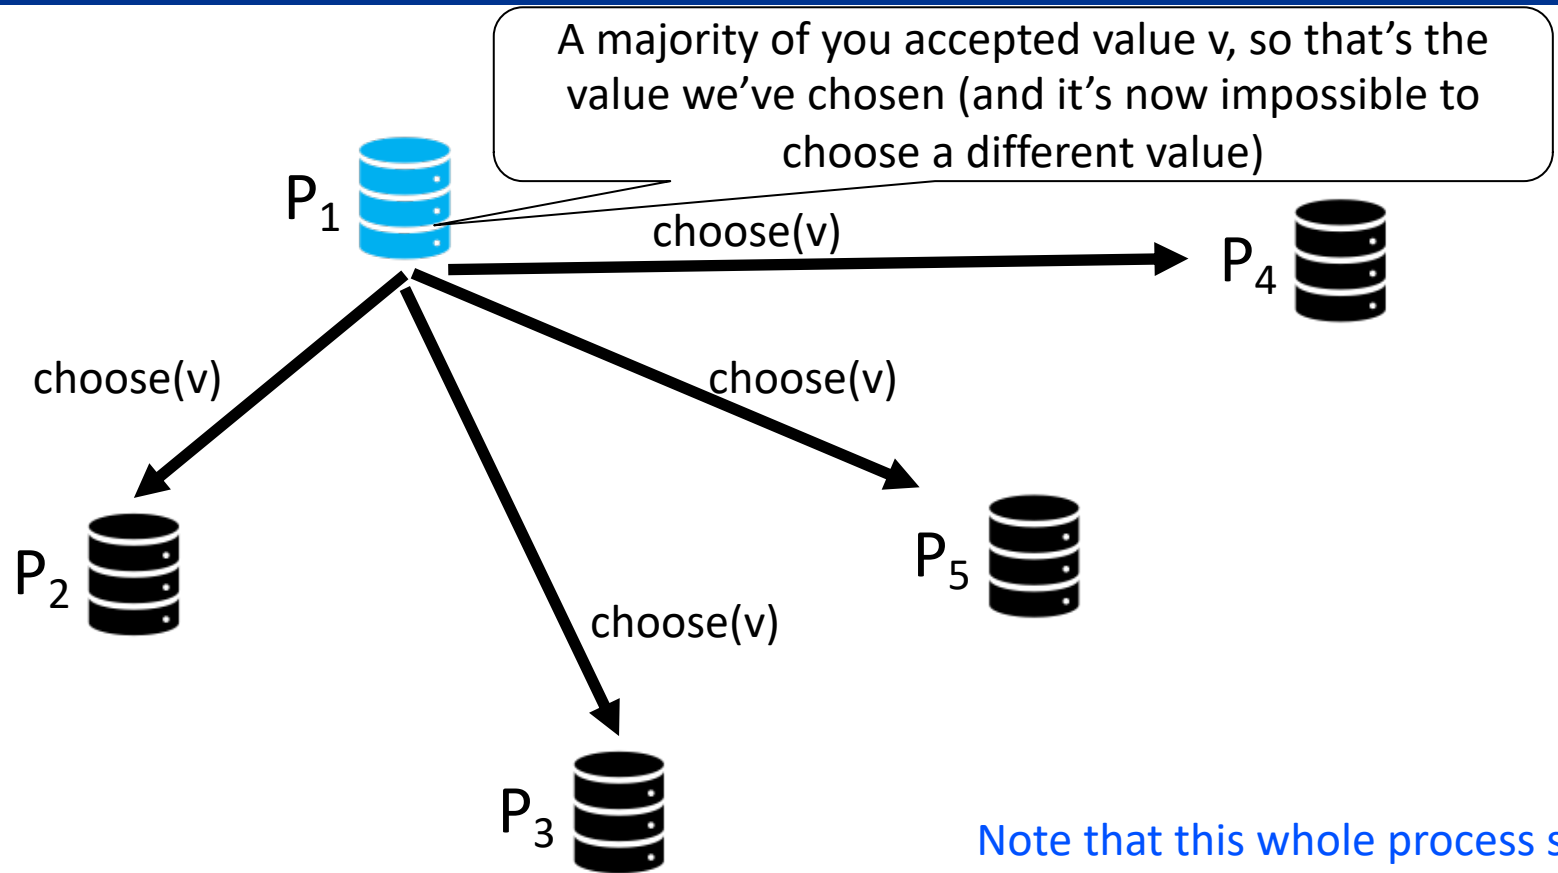 A majority of you accepted value v, so that’s the
value we’ve chosen (and it’s now impossible to
choose a different value)
P1
choose(v)
P4
choose(v)
choose(v)
P2
P5
choose(v)
P3
Note that this whole process s